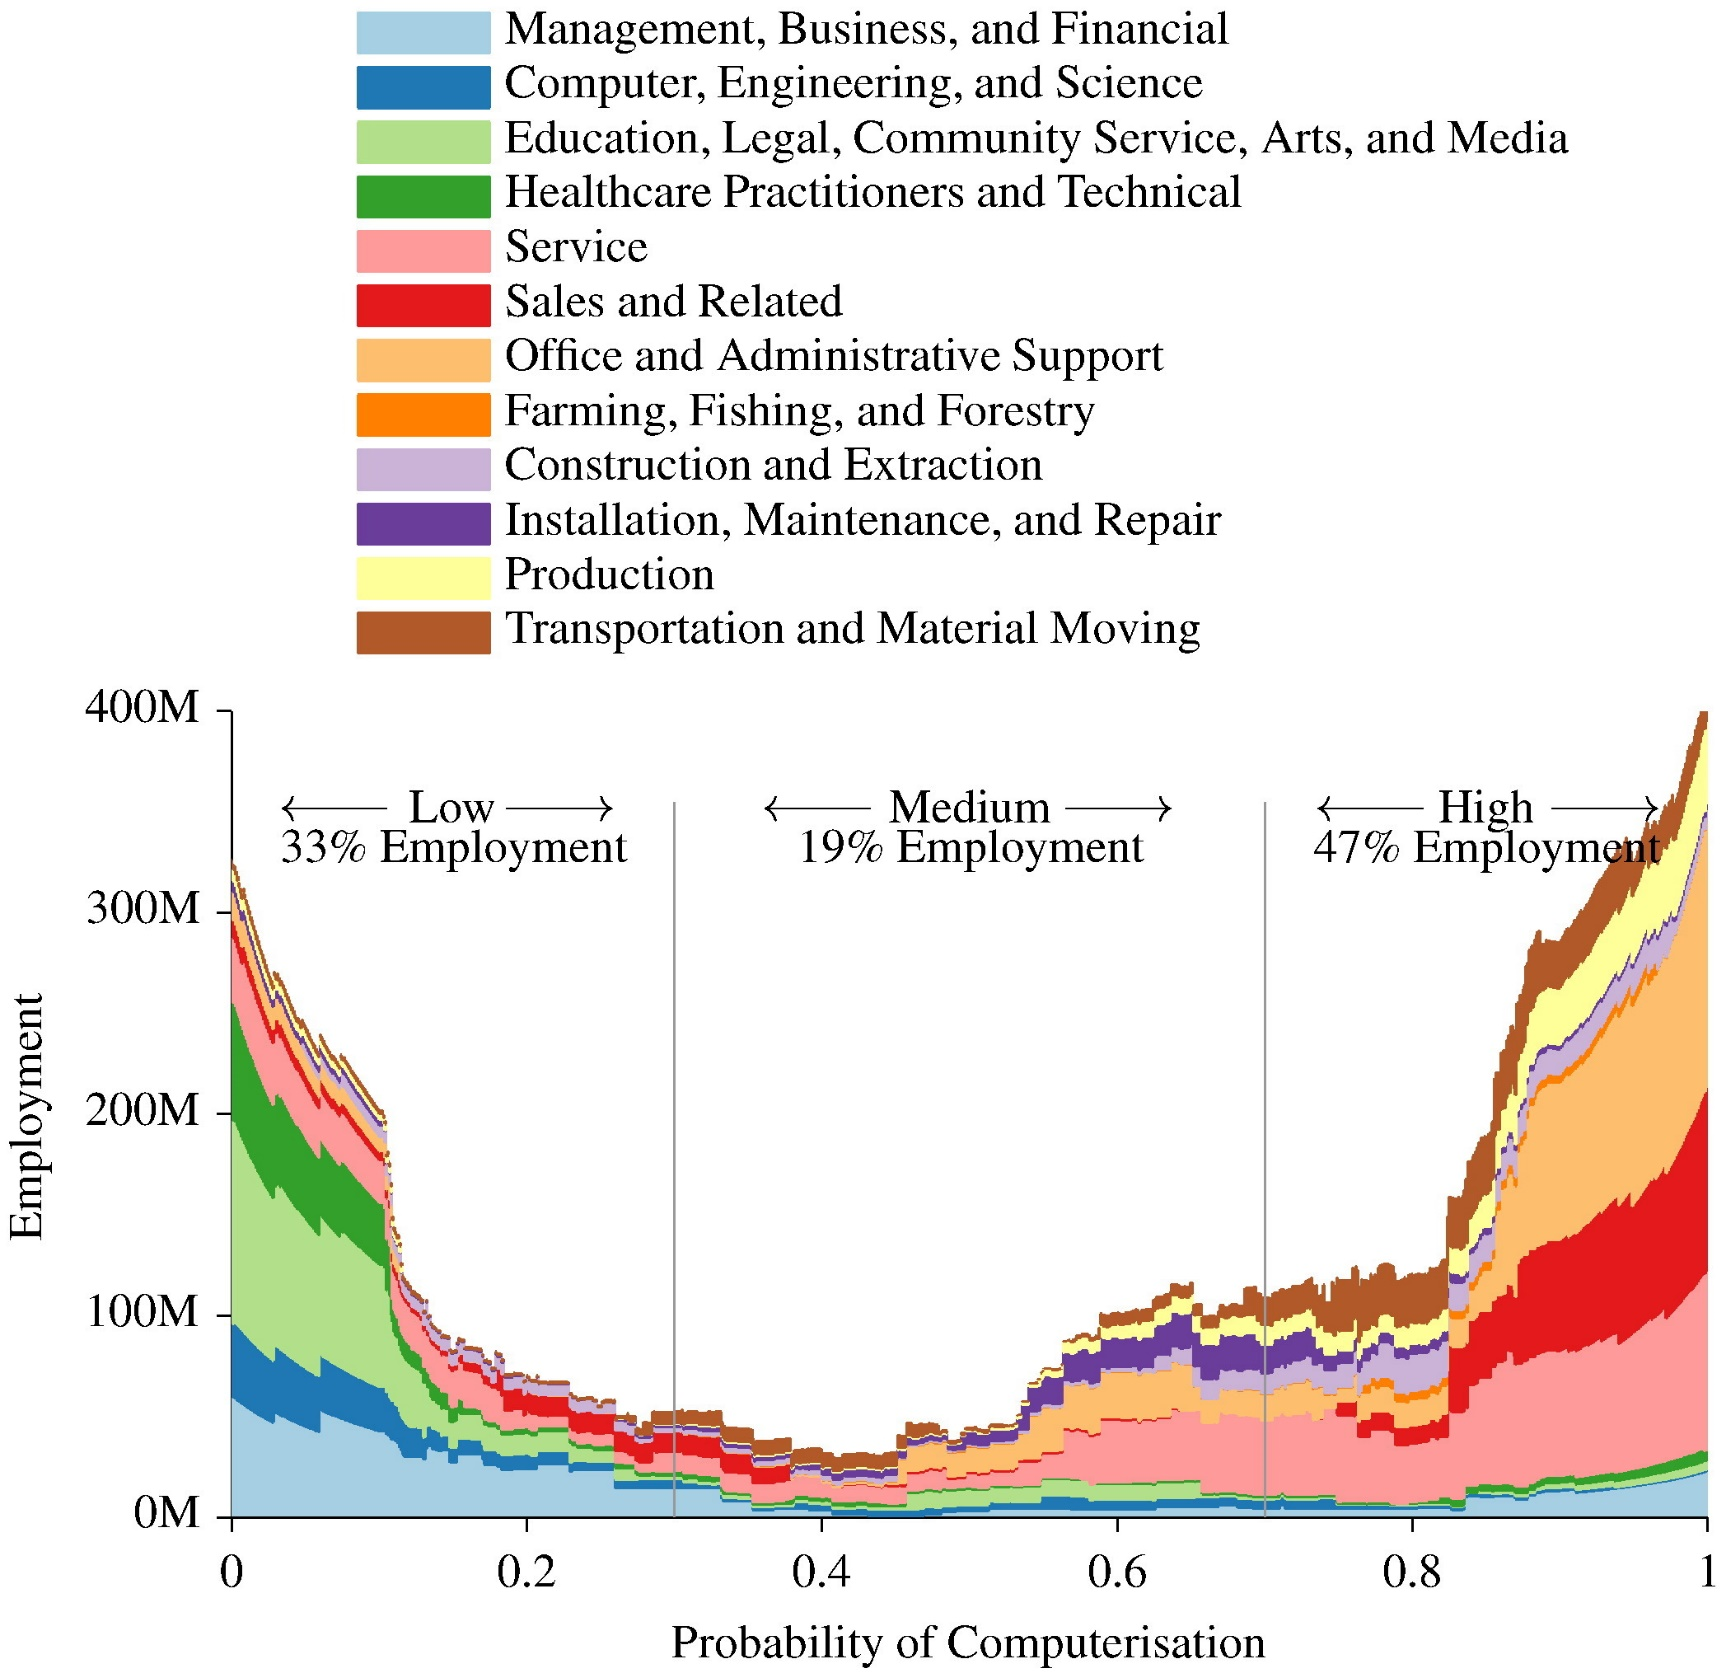 Management, Business, and Financial
Computer, Engineering, and Science
Education, Legal, Community Service, Arts, and Media
Healthcare Practitioners and Technical
Service
Sales and Related
Office and Administrative Support
Farming, Fishing, and Forestry
Construction and Extraction
Installation, Maintenance, and Repair
Production
Transportation and Material Moving
400M
300M
200M
100M
0M
Employment
Low
33% Employment
Medium
19% Employment
High
47% Employment
0 0.2 0.4 0.6 0.8 1
Probability of Computerisation